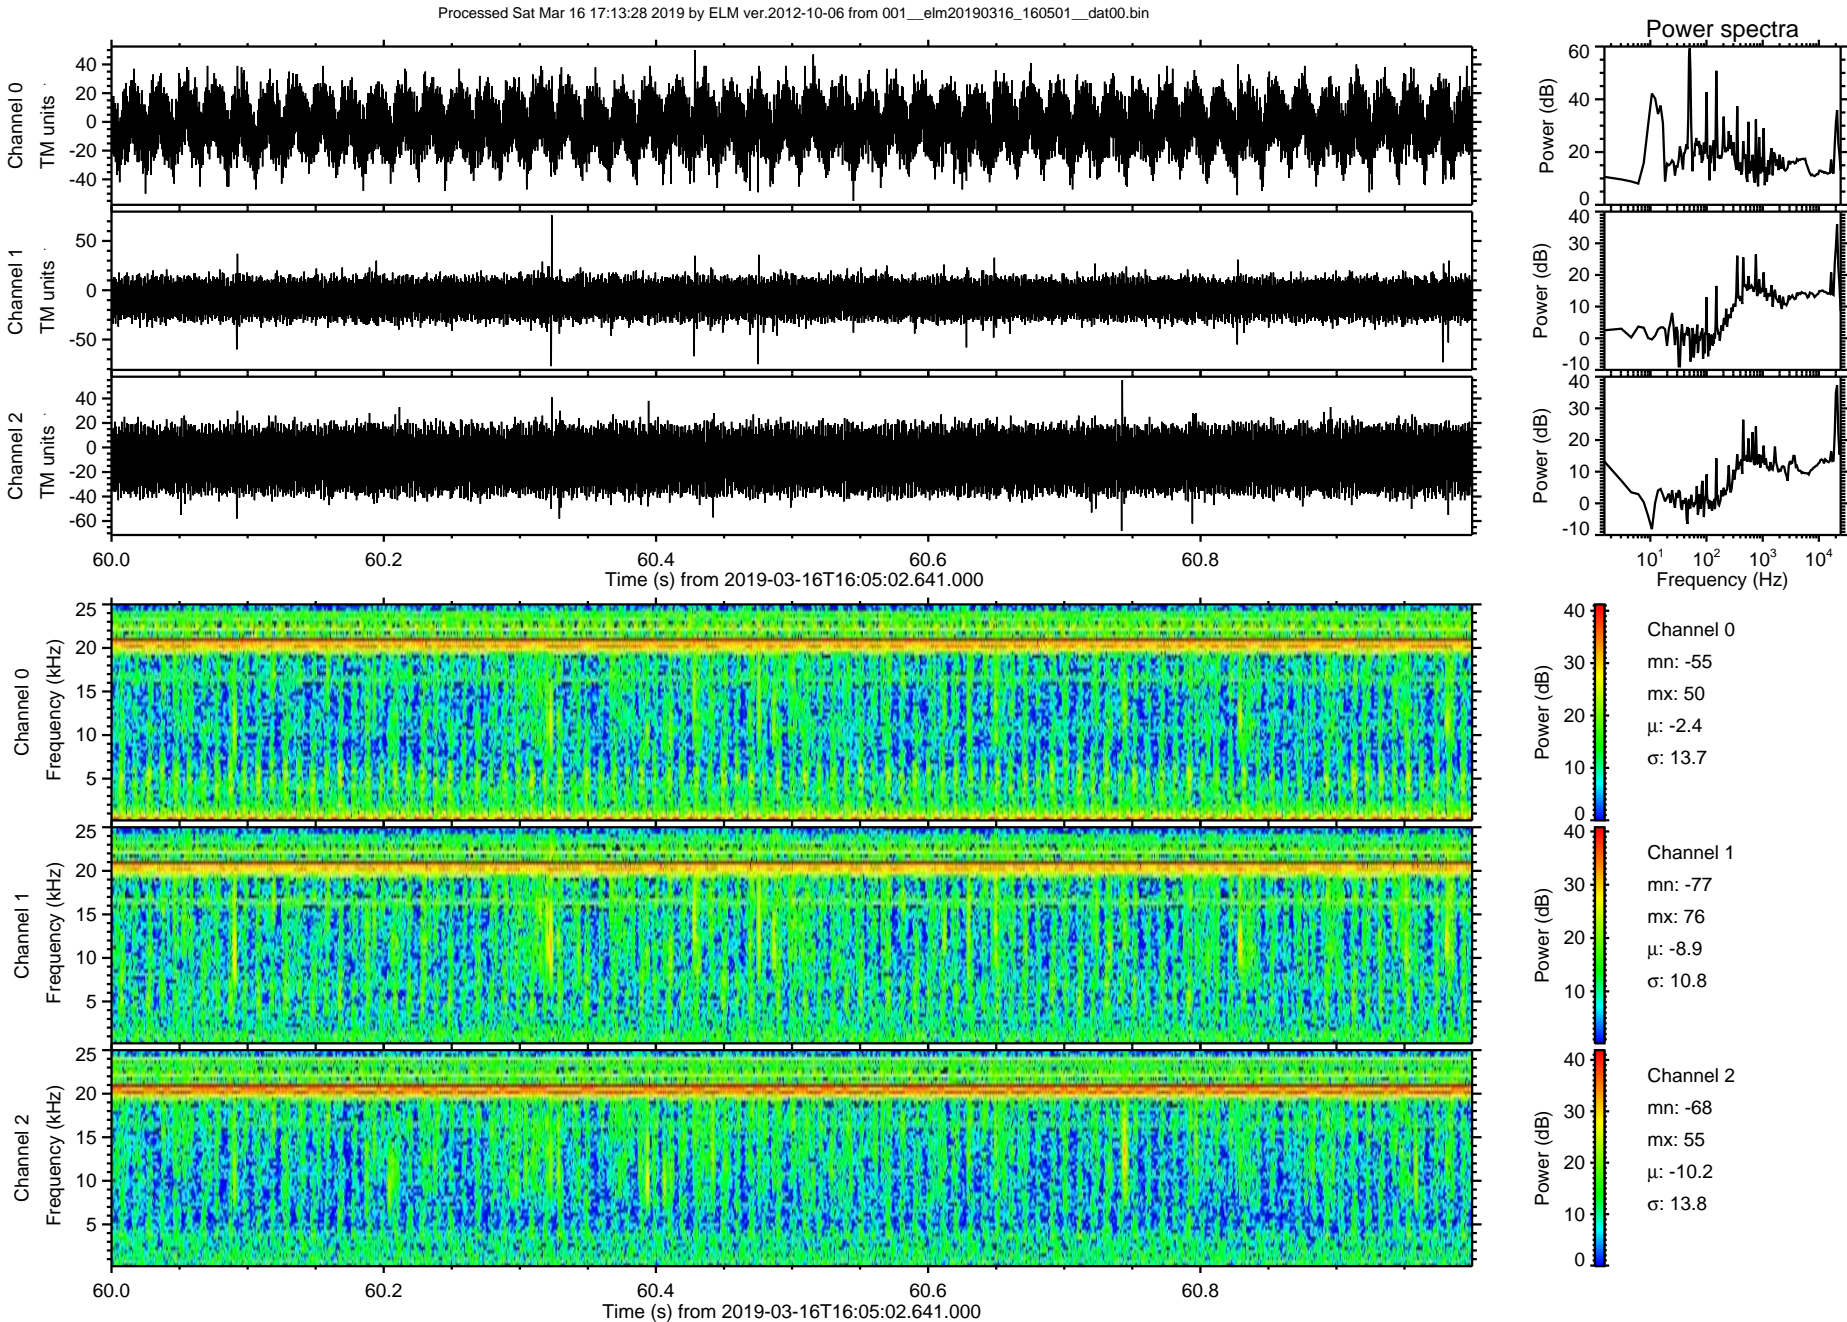 Processed Sat Mar 16 17:13:28 2019 by ELM ver.2012-10-06 from 001__elm20190316_160501__dat00.bin
Power spectra
Channel 0
TM units
40
20
0
-20
-40
Power (dB)
60
40
20
0
Channel 1
TM units
50
0
-50
Power (dB)
40
30
20
10
0
-10
Channel 2
TM units
40
20
0
-20
-40
-60
Power (dB)
40
30
20
10
0
-10
60.0 60.2 60.4 60.6 60.8
Time (s) from 2019-03-16T16:05:02.641.000
10^1 10^2 10^3 10^4
Frequency (Hz)
Channel 0
Frequency (kHz)
25
20
15
10
5
Power (dB)
40
30
20
10
0
Channel 0
mn: -55
mx: 50
μ: -2.4
σ: 13.7
Channel 1
Frequency (kHz)
25
20
15
10
5
Power (dB)
40
30
20
10
Channel 1
mn: -77
mx: 76
μ: -8.9
σ: 10.8
Channel 2
Frequency (kHz)
25
20
15
10
5
Power (dB)
40
30
20
10
0
Channel 2
mn: -68
mx: 55
μ: -10.2
σ: 13.8
60.0 60.2 60.4 60.6 60.8
Time (s) from 2019-03-16T16:05:02.641.000